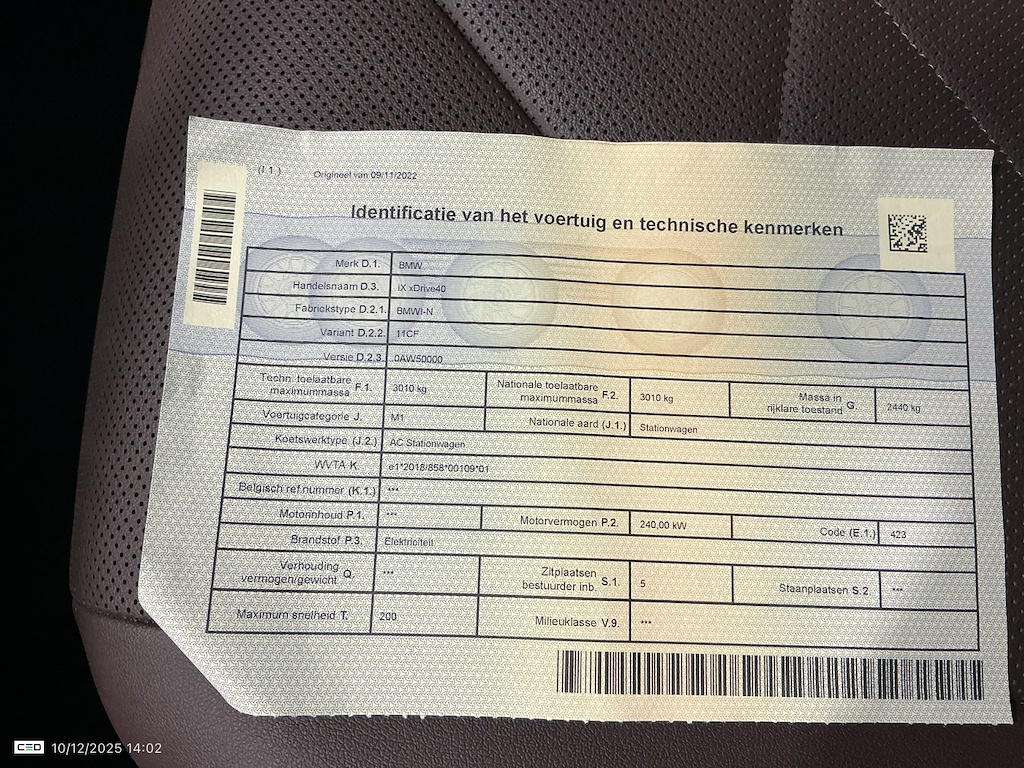 (I.1.) Origineel van 09/11/2022
Identificatie van het voertuig en technische kenmerken
Merk D.1. BMW
Handelsnaam D.3. iX xDrive40
Fabriekstype D.2.1. BMWi-N
Variant D.2.2. 11CF
Versie D.2.3. 0AW50000
Techn. toelaatbare maximummassa F.1. 3010 kg Nationale toelaatbare maximummassa F.2. 3010 kg Massa in rijklare toestand G. 2440 kg
Voertuigcategorie J. M1 Nationale aard (J.1.) Stationwagen
Koetswerktype (J.2.) AC Stationwagen
WVTA K. e1*2018/858*00109*01
Belgisch ref.nummer (K.1.) ***
Motorinhoud P.1. *** Motorvermogen P.2. 240,00 kW Code (E.1.) 423
Brandstof P.3. Elektriciteit
Verhouding vermogen/gewicht Q. *** Zitplaatsen bestuurder inb. S.1. 5 Staanplaatsen S.2. ***
Maximum snelheid T. 200 Milieuklasse V.9. ***
CEO 10/12/2025 14:02